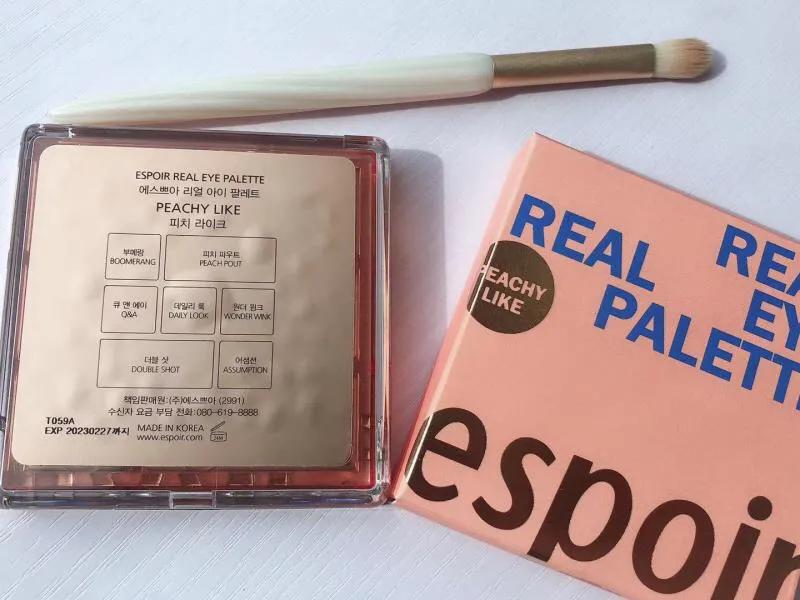 ESPOIR REAL EYE PALETTE
에스쁘아 리얼 아이 팔레트
PEACHY LIKE
피치 라이크
부메랑
BOOMERANG
피치 파우트
PEACH POUT
큐 앤 에이
Q&A
데일리 룩
DAILY LOOK
원더 윙크
WONDER WINK
더블 샷
DOUBLE SHOT
어섬션
ASSUMPTION
책임판매원:(주)에스쁘아 (2991)
수신자 요금 부담 전화:080-619-8888
T059A
EXP 20230227까지
MADE IN KOREA
www.espoir.com
24M
REAL
PALETTE
PEACHY
LIKE
REA
EY
PALETT
espoir